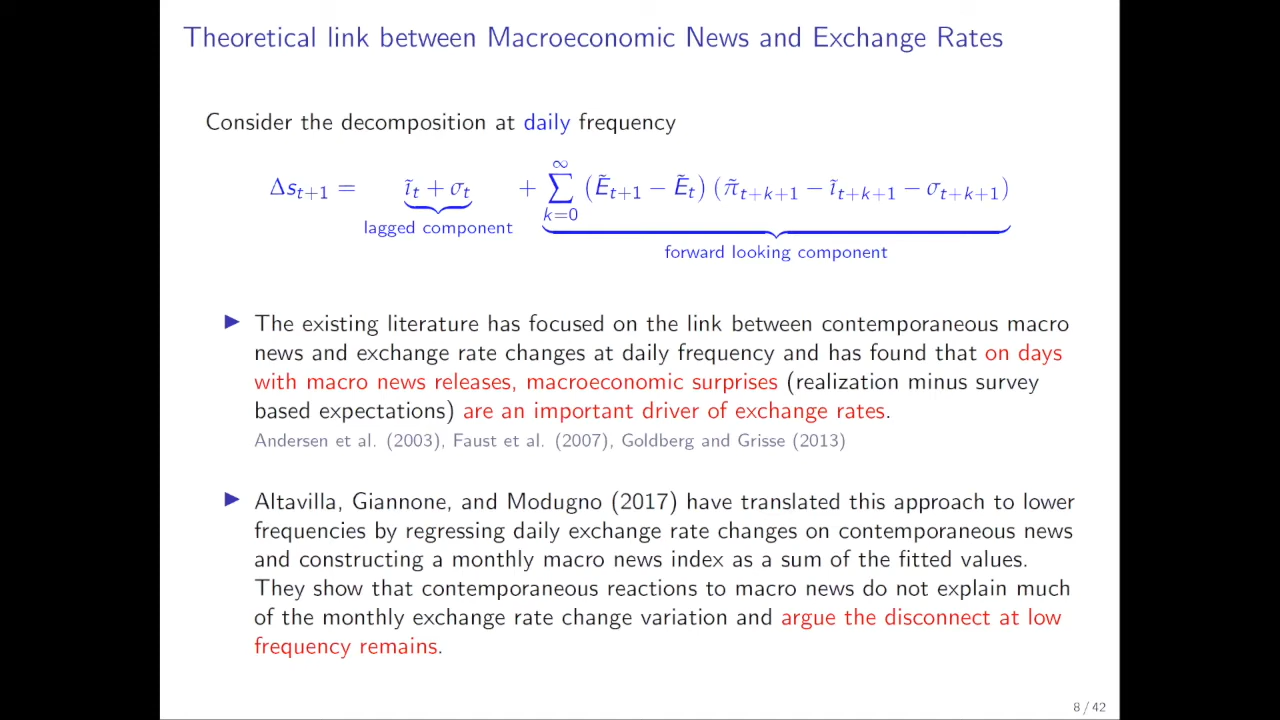 Theoretical link between Macroeconomic News and Exchange Rates
Consider the decomposition at daily frequency
Δs_{t+1} = ĩ_t + σ_t + ∑_{k=0}^{∞} (Ẽ_{t+1} − Ẽ_t) (π̃_{t+k+1} − ĩ_{t+k+1} − σ_{t+k+1})
lagged component
forward looking component
▶ The existing literature has focused on the link between contemporaneous macro
news and exchange rate changes at daily frequency and has found that on days
with macro news releases, macroeconomic surprises (realization minus survey
based expectations) are an important driver of exchange rates.
Andersen et al. (2003), Faust et al. (2007), Goldberg and Grisse (2013)
▶ Altavilla, Giannone, and Modugno (2017) have translated this approach to lower
frequencies by regressing daily exchange rate changes on contemporaneous news
and constructing a monthly macro news index as a sum of the fitted values.
They show that contemporaneous reactions to macro news do not explain much
of the monthly exchange rate change variation and argue the disconnect at low
frequency remains.
8 / 42